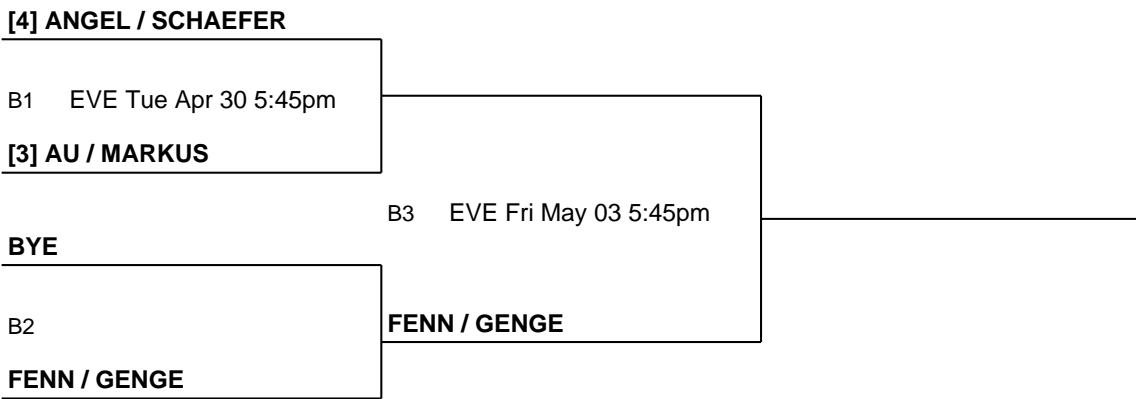 [4] ANGEL / SCHAEFER
B1 EVE Tue Apr 30 5:45pm
[3] AU / MARKUS
B3 EVE Fri May 03 5:45pm
BYE
B2
FENN / GENGE
FENN / GENGE